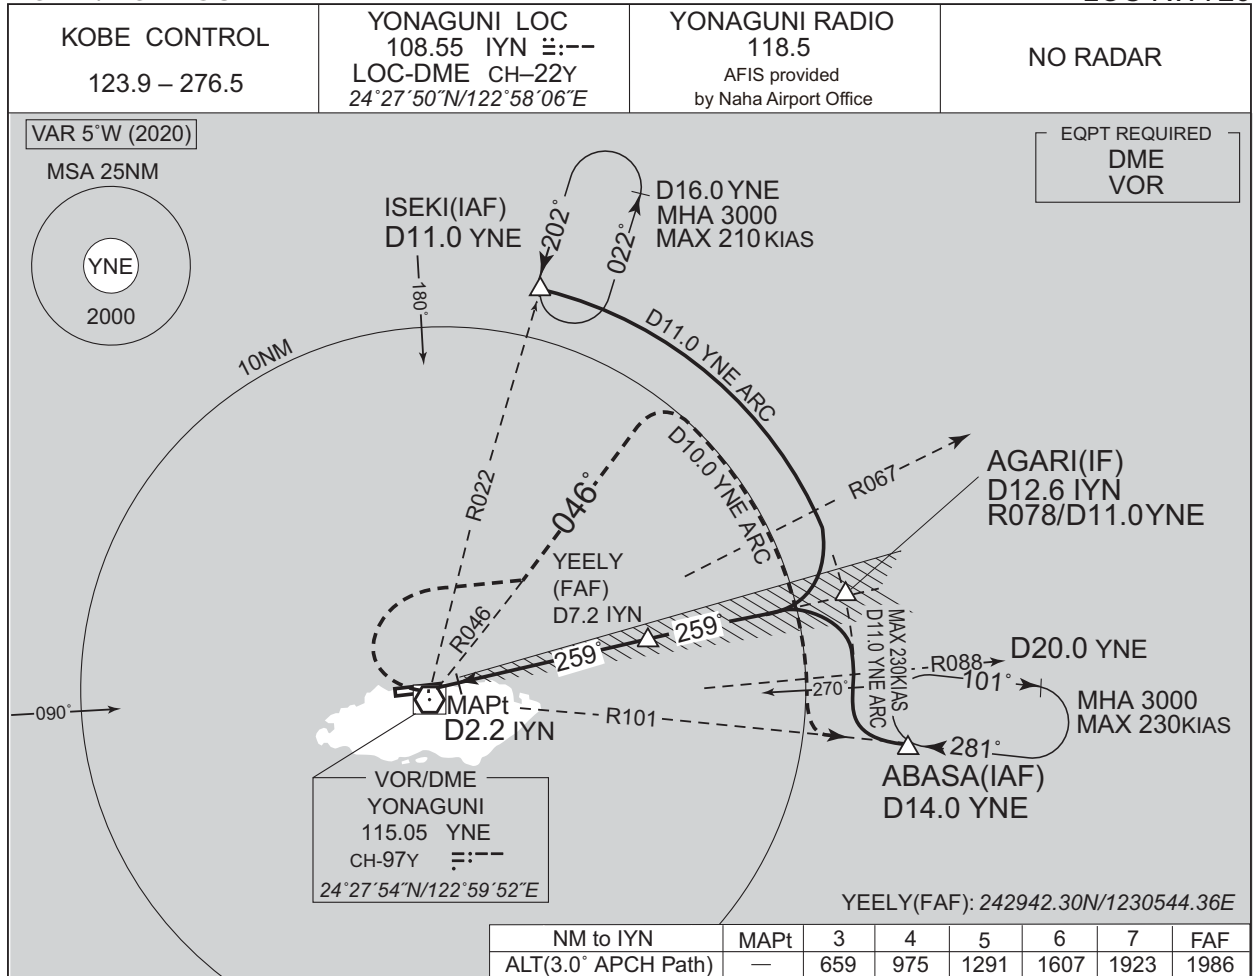 KOBE CONTROL
123.9 – 276.5
YONAGUNI LOC
108.55 IYN
LOC-DME CH–22Y
24°27´50˝N/122°58´06˝E
YONAGUNI RADIO
118.5
AFIS provided
by Naha Airport Office
NO RADAR
VAR 5°W (2020)
MSA 25NM
YNE
2000
EQPT REQUIRED
DME
VOR
ISEKI(IAF)
D11.0 YNE
180°
202°
022°
D16.0 YNE
MHA 3000
MAX 210 KIAS
10NM
D11.0 YNE ARC
R022
046°
D10.0 YNE ARC
R067
AGARI(IF)
D12.6 IYN
R078/D11.0YNE
YEELY
(FAF)
D7.2 IYN
R046
259°
259°
MAX 230KIAS
D11.0 YNE ARC
R088
D20.0 YNE
101°
270°
MHA 3000
MAX 230KIAS
281°
090°
MAPt
D2.2 IYN
R101
ABASA(IAF)
D14.0 YNE
VOR/DME
YONAGUNI
115.05 YNE
CH-97Y
24°27´54˝N/122°59´52˝E
YEELY(FAF): 242942.30N/1230544.36E
NM to IYN MAPt 3 4 5 6 7 FAF
ALT(3.0° APCH Path) — 659 975 1291 1607 1923 1986